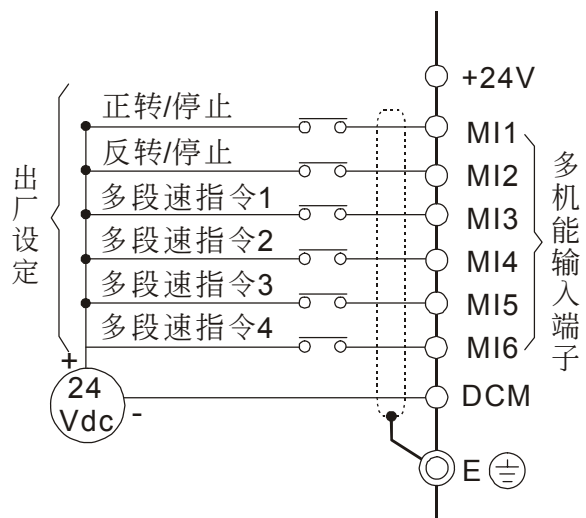 +24V
正转/停止
MI1
反转/停止
MI2
多段速指令1
MI3
多段速指令2
MI4
多段速指令3
MI5
多段速指令4
MI6
出厂设定
多机能输入端子
+
24
Vdc
-
DCM
E